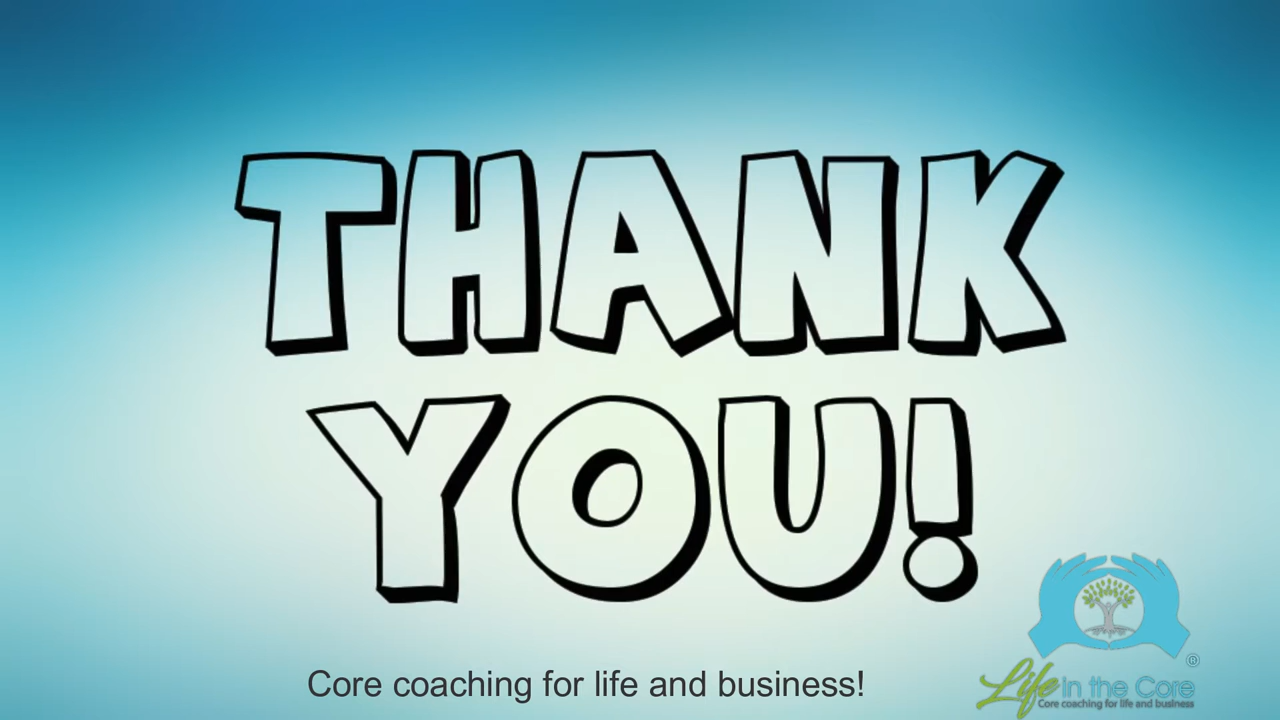 THANK
YOU!
®
Life in the Core
Core coaching for life and business
Core coaching for life and business!